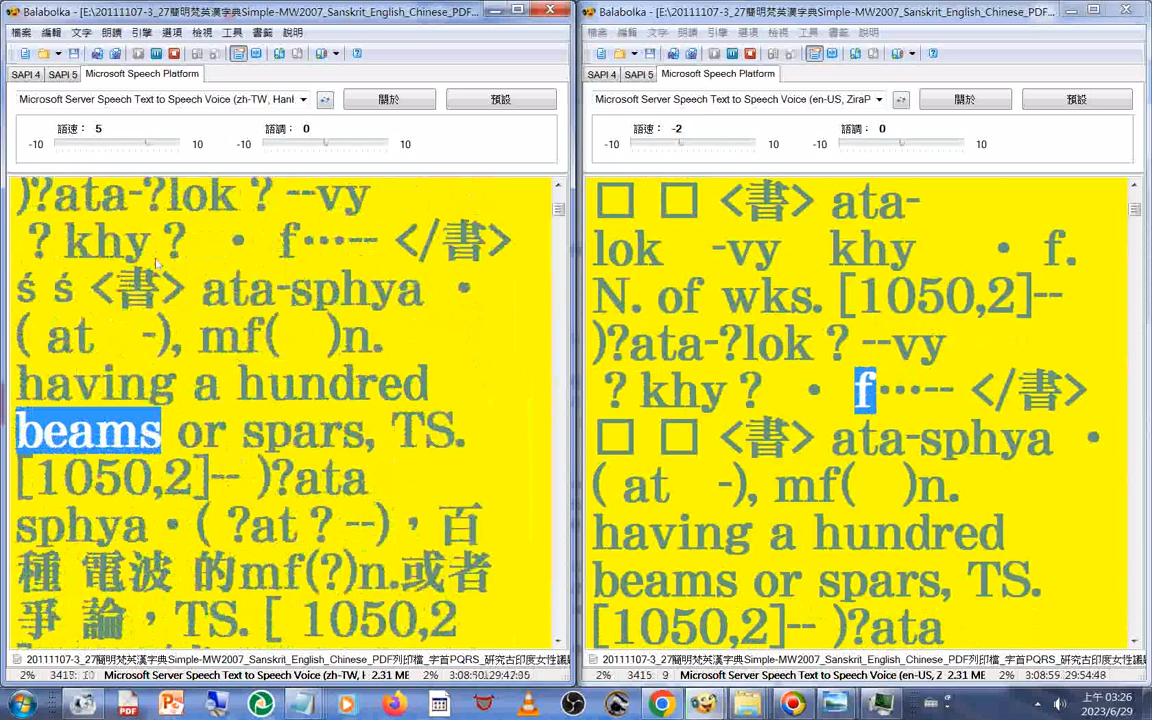 Balabolka - [E:\20111107-3_27簡明梵英漢字典Simple-MW2007_Sanskrit_English_Chinese_PDF...
檔案 編輯 文字 朗讀 引擎 選項 檢視 工具 書籤 說明
SAPI 4 SAPI 5 Microsoft Speech Platform
Microsoft Server Speech Text to Speech Voice (zh-TW, Hanl
關於 預設
語速： 5 語調： 0
-10 10 -10 10
)?ata-?lok ? --vy
? khy ? • f…-- </書>
ś ś <書> ata-sphya •
( at -), mf( )n.
having a hundred
beams or spars, TS.
[1050,2]-- )?ata
sphya • ( ?at ? --)，百
種 電波 的mf(?)n.或者
爭 論，TS. [ 1050,2
20111107-3_27簡明梵英漢字典Simple-MW2007_Sanskrit_English_Chinese_PDF列印檔_字首PQRS_研究古印度女性議
2% 3415: 10 Microsoft Server Speech Text to Speech Voice (zh-TW, H 2.31 ME 2% 3:08:50,29:42:35
Balabolka - [E:\20111107-3_27簡明梵英漢字典Simple-MW2007_Sanskrit_English_Chinese_PDF...
檔案 編輯 文字 朗讀 引擎 選項 檢視 工具 書籤 說明
SAPI 4 SAPI 5 Microsoft Speech Platform
Microsoft Server Speech Text to Speech Voice (en-US, ZiraP
關於 預設
語速： -2 語調： 0
-10 10 -10 10
□ □ <書> ata-
lok -vy khy • f.
N. of wks. [1050,2]--
)?ata-?lok ? --vy
? khy ? • f…-- </書>
□ □ <書> ata-sphya •
( at -), mf( )n.
having a hundred
beams or spars, TS.
[1050,2]-- )?ata
20111107-3_27簡明梵英漢字典Simple-MW2007_Sanskrit_English_Chinese_PDF列印檔_字首PQRS_研究古印度女性議
2% 3415 9 Microsoft Server Speech Text to Speech Voice (en-US, Z 2.31 ME 2% 3:08:59,29:54:48
PDF
上午 03:26
2023/6/29